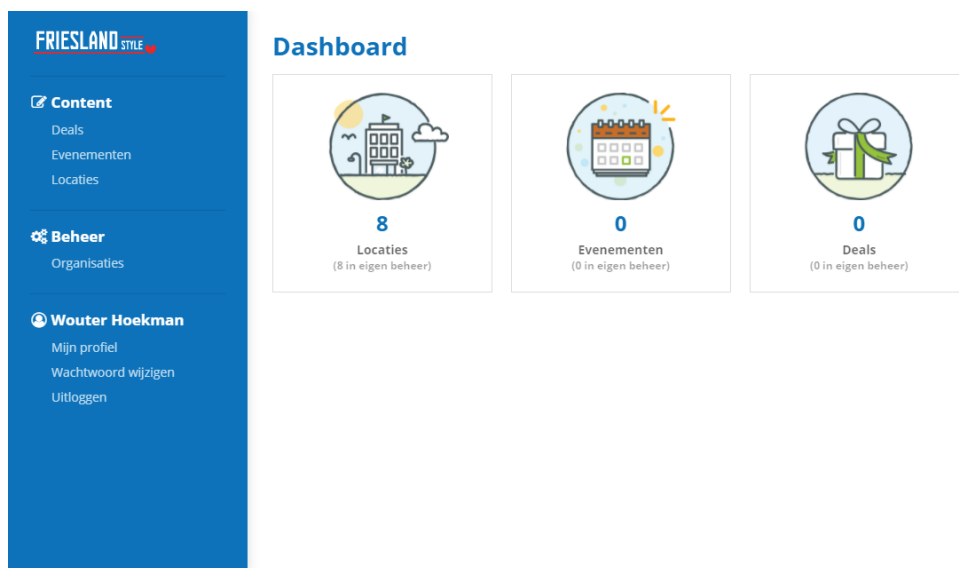 FRIESLAND STYLE
Content
Deals
Evenementen
Locaties
Beheer
Organisaties
Wouter Hoekman
Mijn profiel
Wachtwoord wijzigen
Uitloggen
Dashboard
8
Locaties
(8 in eigen beheer)
0
Evenementen
(0 in eigen beheer)
0
Deals
(0 in eigen beheer)